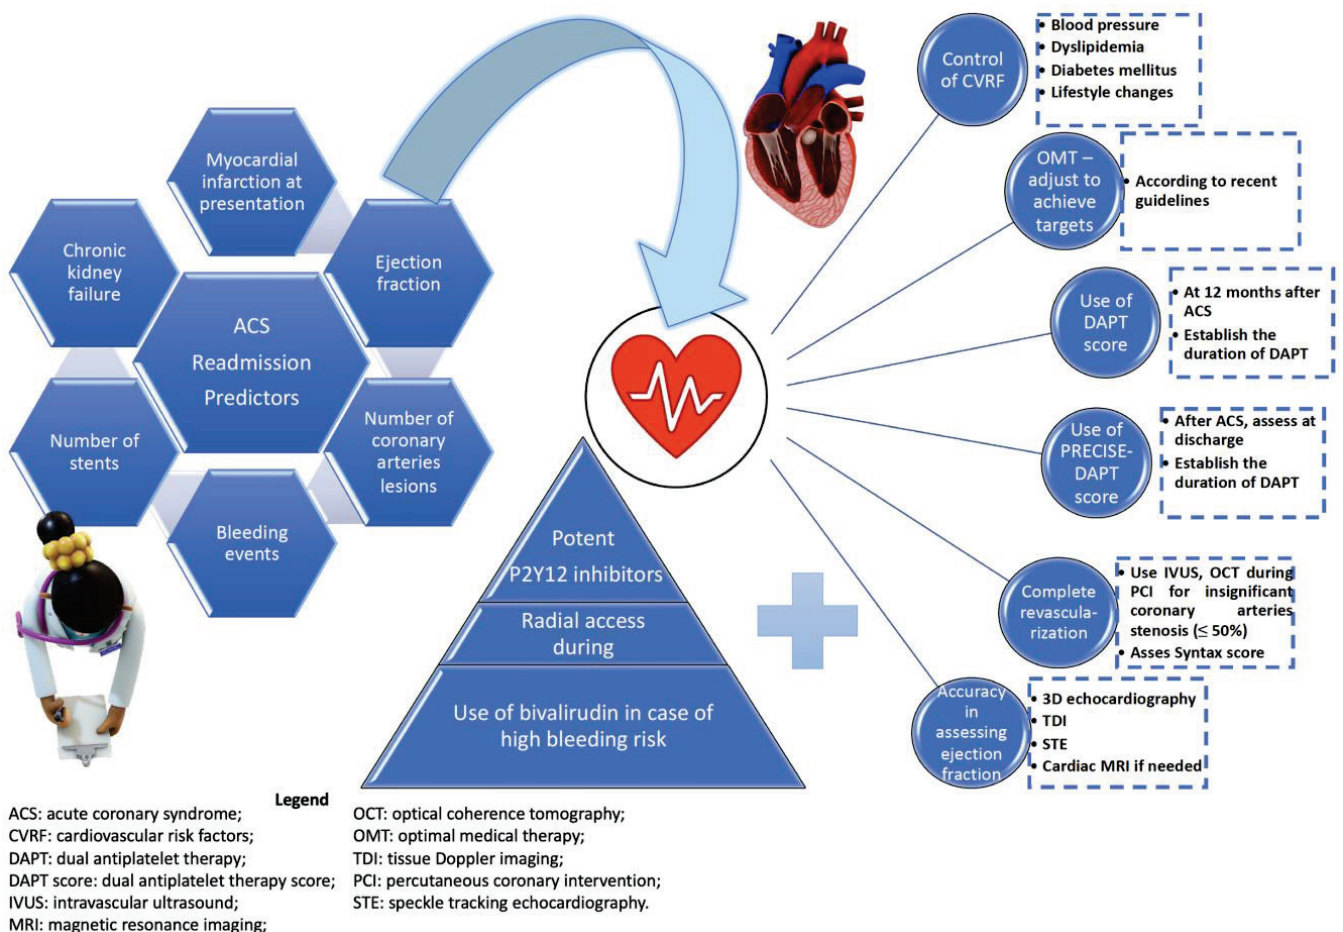 Myocardial
infarction at
presentation
Chronic
kidney
failure
Ejection
fraction
ACS
Readmission
Predictors
Number of
stents
Number of
coronary
arteries
lesions
Bleeding
events
Potent
P2Y12 inhibitors
Radial access
during
Use of bivalirudin in case of
high bleeding risk
Control
of CVRF
• Blood pressure
• Dyslipidemia
• Diabetes mellitus
• Lifestyle changes
OMT –
adjust to
achieve
targets
• According to recent
guidelines
Use of
DAPT
score
• At 12 months after
ACS
• Establish the
duration of DAPT
Use of
PRECISE-
DAPT
score
• After ACS, assess at
discharge
• Establish the
duration of DAPT
Complete
revascula-
rization
• Use IVUS, OCT during
PCI for insignificant
coronary arteries
stenosis (≤ 50%)
• Asses Syntax score
Accuracy
in
assessing
ejection
fraction
• 3D echocardiography
• TDI
• STE
• Cardiac MRI if needed
Legend
ACS: acute coronary syndrome;
CVRF: cardiovascular risk factors;
DAPT: dual antiplatelet therapy;
DAPT score: dual antiplatelet therapy score;
IVUS: intravascular ultrasound;
MRI: magnetic resonance imaging;
OCT: optical coherence tomography;
OMT: optimal medical therapy;
TDI: tissue Doppler imaging;
PCI: percutaneous coronary intervention;
STE: speckle tracking echocardiography.